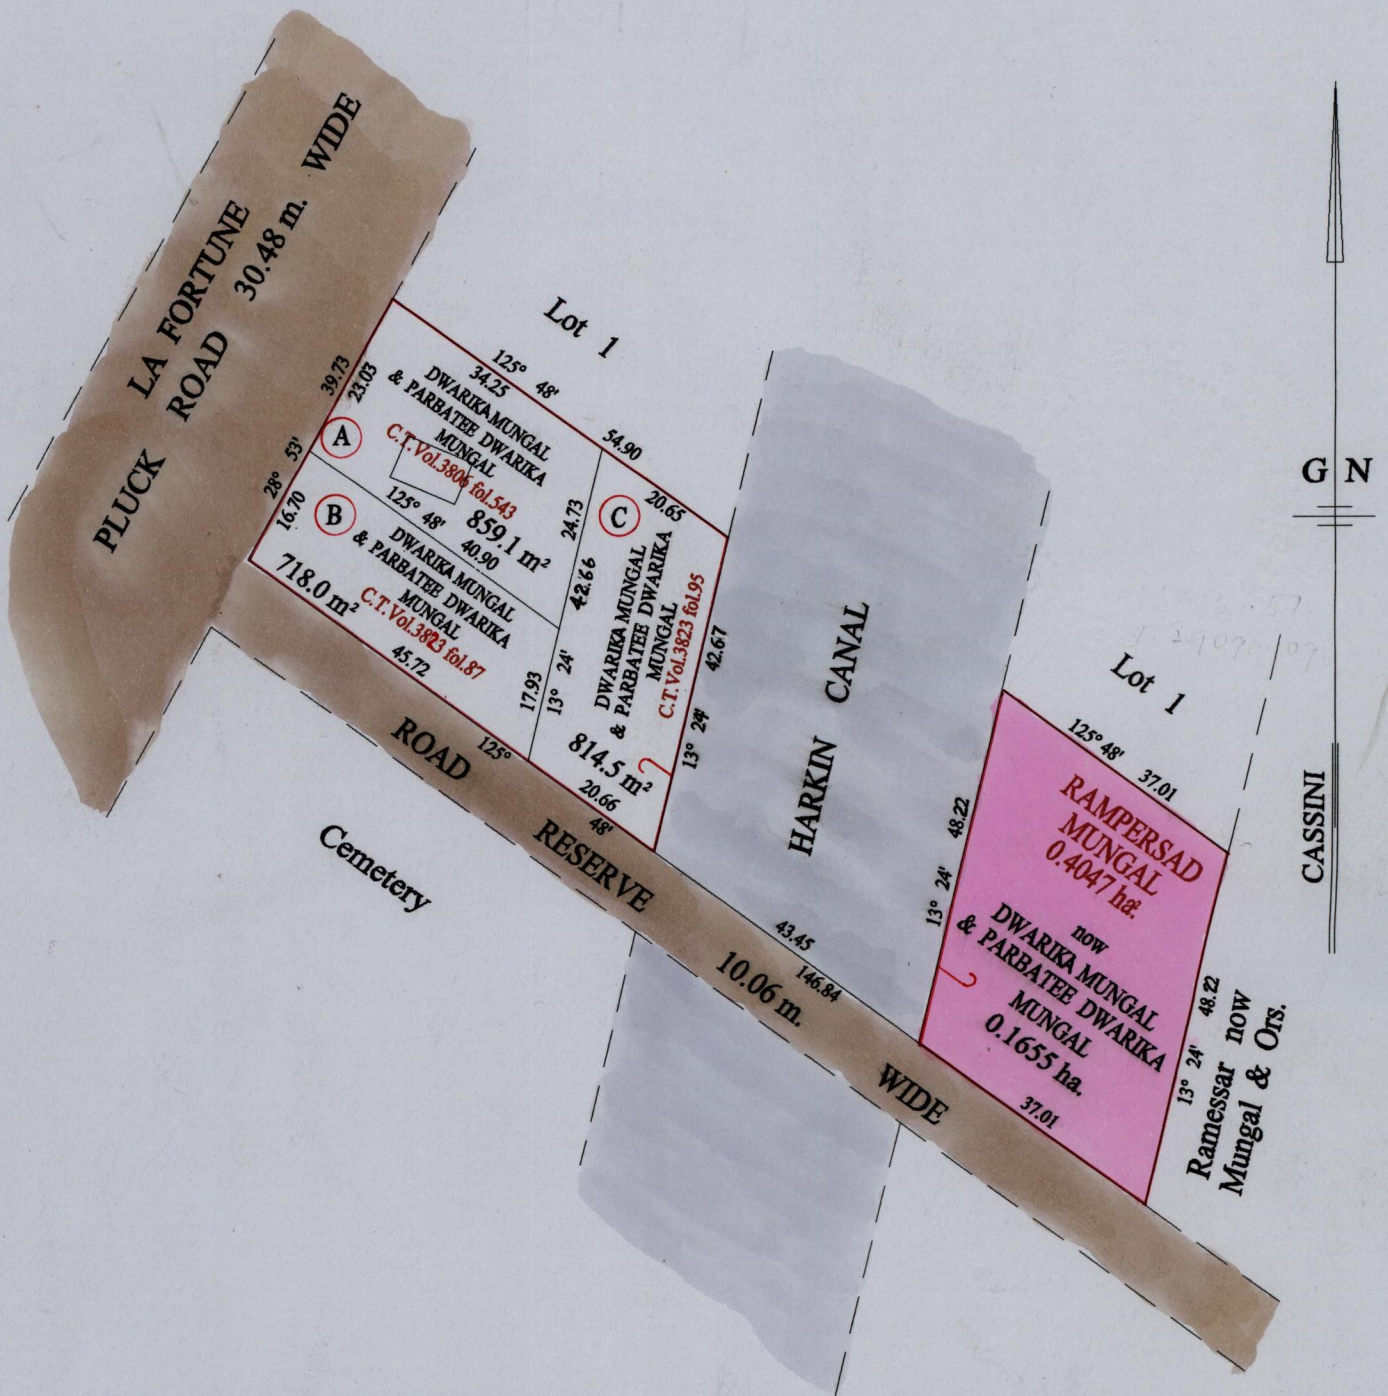 LA FORTUNE
PLUCK ROAD 30.48 m. WIDE
Lot 1
125° 48'
34.25
54.90
20.65
39.73
23.03
28° 53'
16.70
A
DWARIKA MUNGAL
& PARBATEE DWARIKA
MUNGAL
C.T.Vol.3806 fol.543
859.1 m²
125° 48'
40.90
B
DWARIKA MUNGAL
& PARBATEE DWARIKA
MUNGAL
C.T.Vol.3823 fol.87
718.0 m²
45.72
24.73
42.66
17.93
13° 24'
C
DWARIKA MUNGAL
& PARBATEE DWARIKA
MUNGAL
C.T.Vol.3823 fol.95
814.5 m²
42.67
13° 24'
125° 48'
20.66
ROAD RESERVE 10.06 m. WIDE
Cemetery
HARKIN CANAL
43.45
146.84
Lot 1
125° 48'
37.01
48.22
13° 24'
RAMPERSAD
MUNGAL
0.4047 ha.
now
DWARIKA MUNGAL
& PARBATEE DWARIKA
MUNGAL
0.1655 ha.
37.01
48.22
13° 24'
Ramessar now
Mungal & Ors.
G N
CASSINI